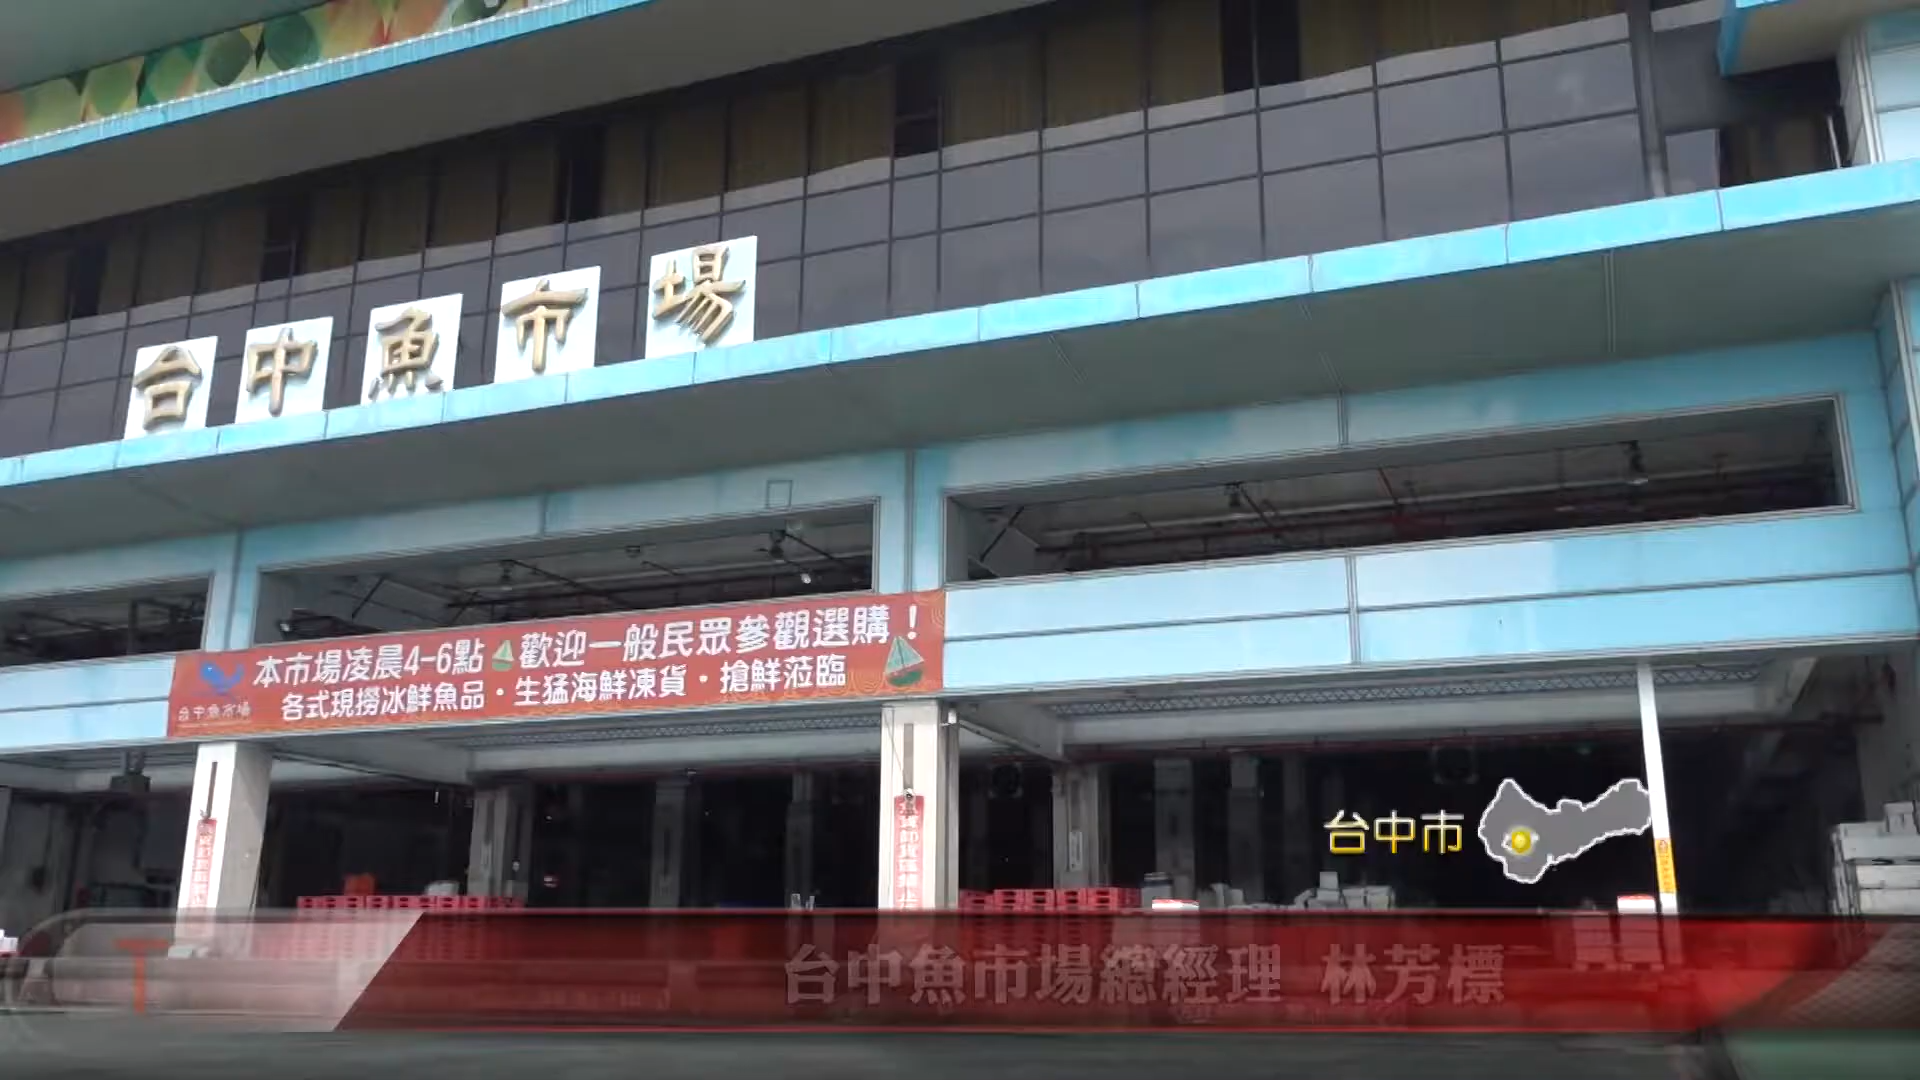 台中魚市場
本市場凌晨4-6點 歡迎一般民眾參觀選購！
各式現撈冰鮮魚品・生猛海鮮凍貨・搶鮮蒞臨
台中魚市場
台中市
台中魚市場總經理 林芳標